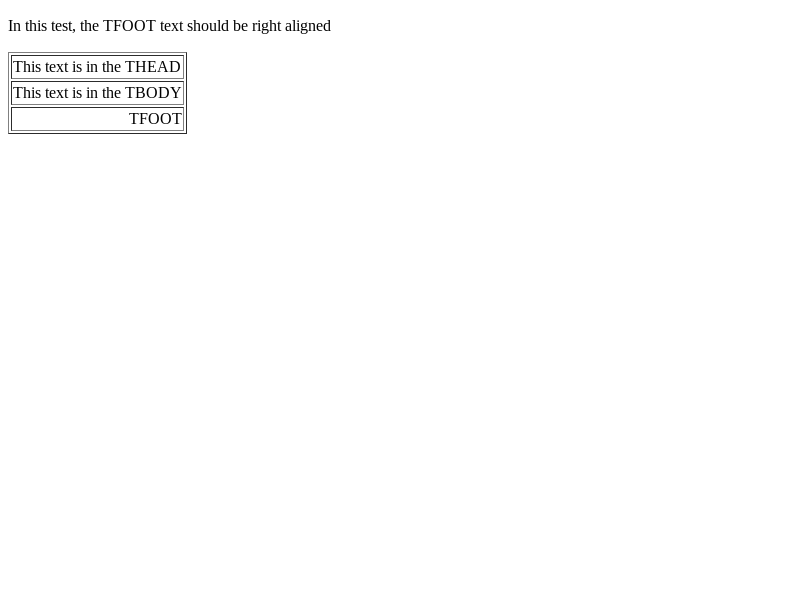 In this test, the TFOOT text should be right aligned
This text is in the THEAD
This text is in the TBODY
TFOOT